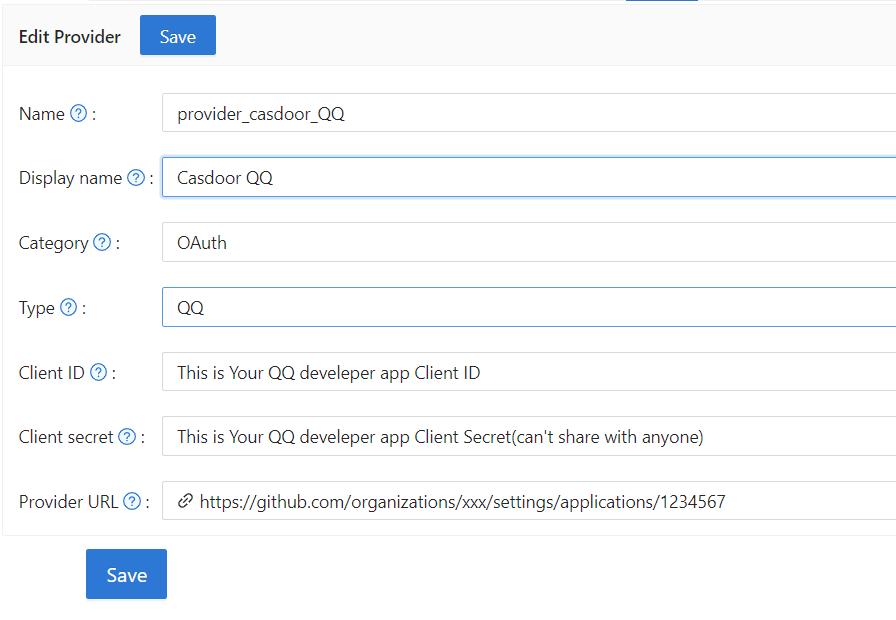 Edit Provider Save
Name ? : provider_casdoor_QQ
Display name ? : Casdoor QQ
Category ? : OAuth
Type ? : QQ
Client ID ? : This is Your QQ develeper app Client ID
Client secret ? : This is Your QQ develeper app Client Secret(can't share with anyone)
Provider URL ? : https://github.com/organizations/xxx/settings/applications/1234567
Save